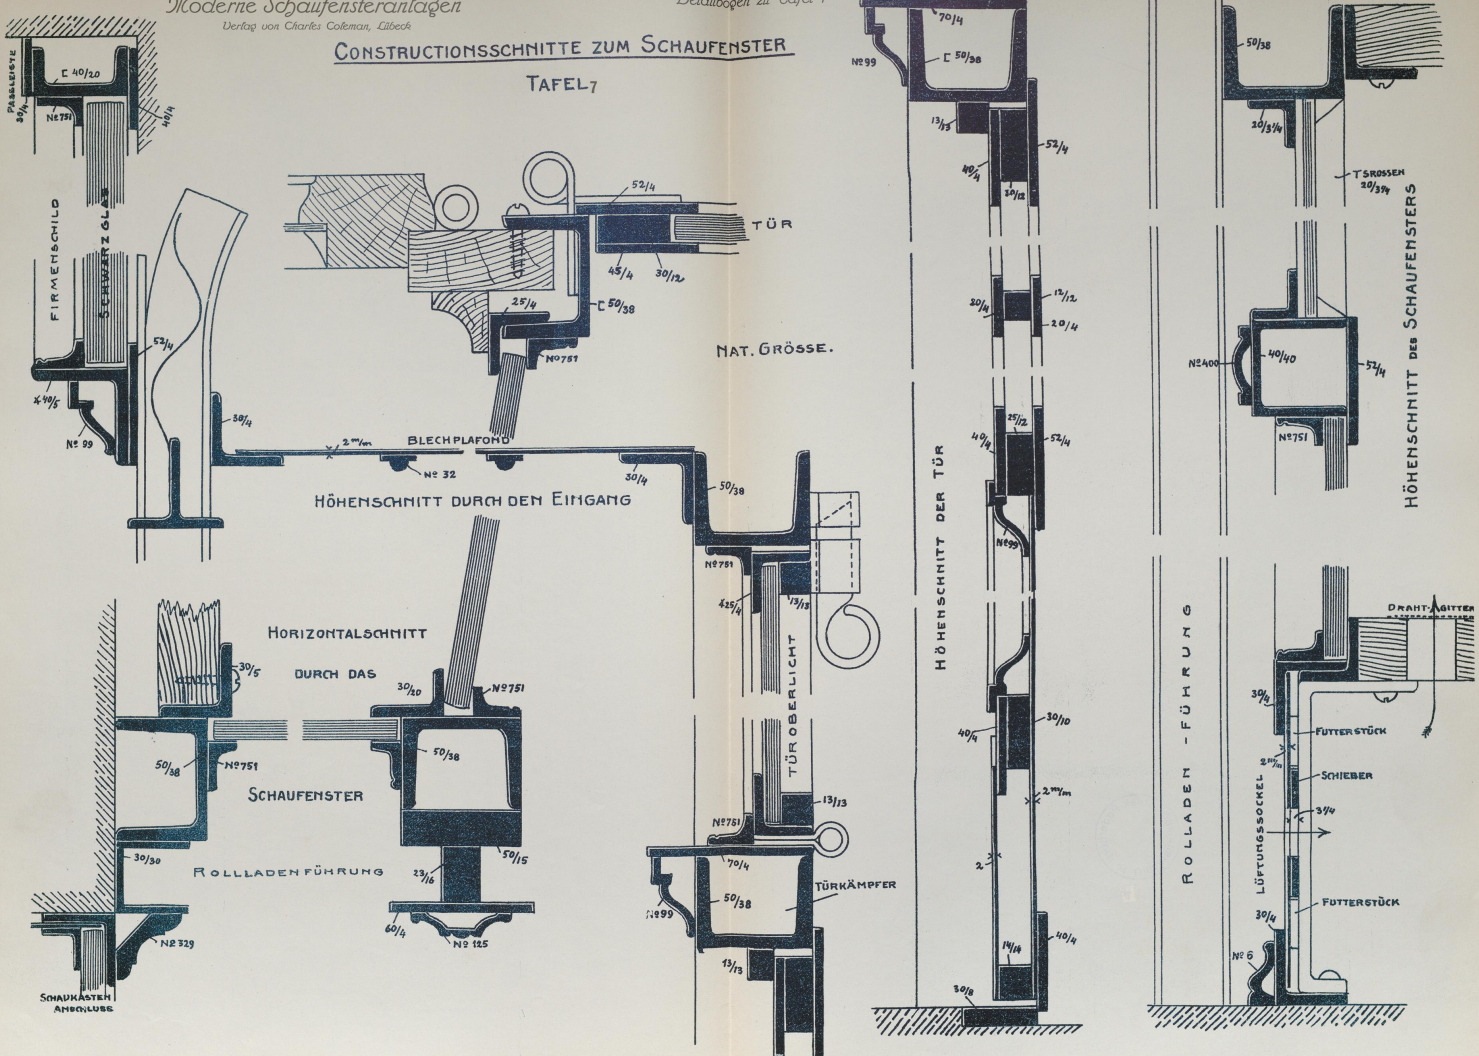 Moderne Schaufensteranlagen
Verlag von Charles Coleman, Lübeck
Detailbogen zu Tafel 7
CONSTRUCTIONSSCHNITTE ZUM SCHAUFENSTER
TAFEL 7
PASSLEISTE
30/4
⊏ 40/20
No 751
40/4
FIRMENSCHILD
SCHWARZGLAS
52/4
∢ 40/5
No 99
38/4
2 m/m
BLECHPLAFOND
No 32
30/4
HÖHENSCHNITT DURCH DEN EINGANG
52/4
TÜR
45/4
30/12
25/4
⊏ 50/38
No 751
NAT. GRÖSSE.
50/38
No 751
∢25/4
13/13
TÜROBERLICHT
13/13
No 751
70/4
50/38
No 99
TÜRKÄMPFER
13/13
HORIZONTALSCHNITT
DURCH DAS
SCHAUFENSTER
30/5
50/38
No 751
30/20
No 751
50/38
30/30
ROLLLADENFÜHRUNG
50/15
23/16
60/4
No 125
No 329
SCHAUKASTEN
ANSCHLUSS
70/4
No 99
⊏ 50/38
13/13
40/4
52/4
30/12
20/4
12/12
20/4
25/12
40/4
52/4
No 99
HÖHENSCHNITT DER TÜR
40/4
30/10
2 m/m
2
14/14
40/4
30/8
50/38
20/3¼
T SROSSEN
20/3¼
HÖHENSCHNITT DES SCHAUFENSTERS
No 400
40/40
52/4
No 751
ROLLADEN-FÜHRUNG
DRAHT-GITTER
30/4
FUTTERSTÜCK
2 m/m
SCHIEBER
3¼
LÜFTUNGSSOCKEL
FUTTERSTÜCK
30/4
No 6